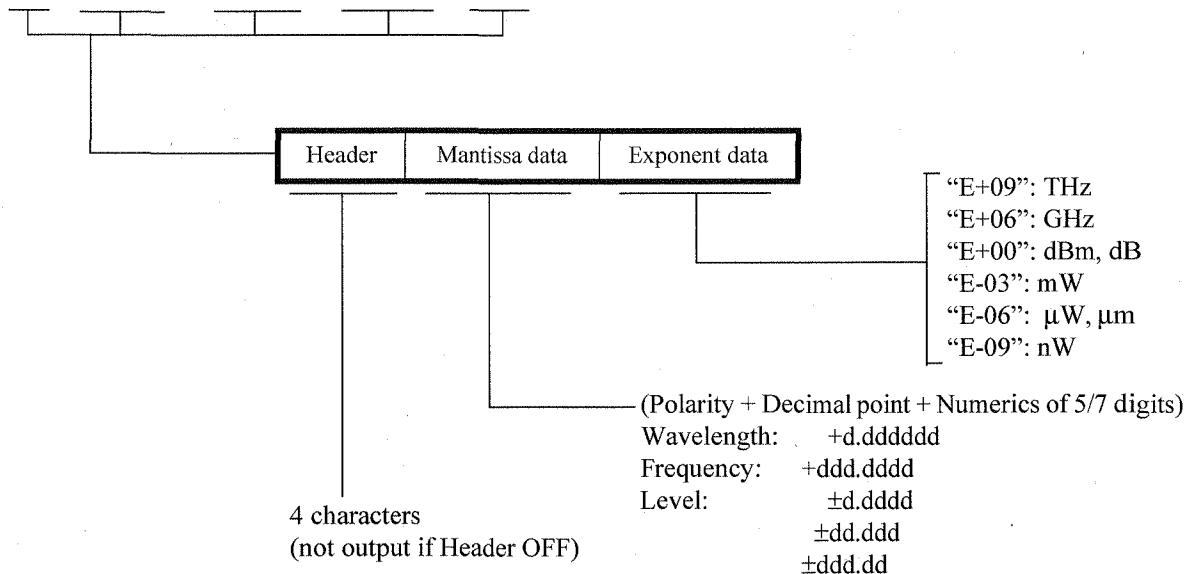 Header Mantissa data Exponent data
“E+09”: THz
“E+06”: GHz
“E+00”: dBm, dB
“E-03”: mW
“E-06”: μW, μm
“E-09”: nW
(Polarity + Decimal point + Numerics of 5/7 digits)
Wavelength: +d.dddddd
Frequency: +ddd.dddd
Level: ±d.dddd
±dd.ddd
±ddd.dd
4 characters
(not output if Header OFF)